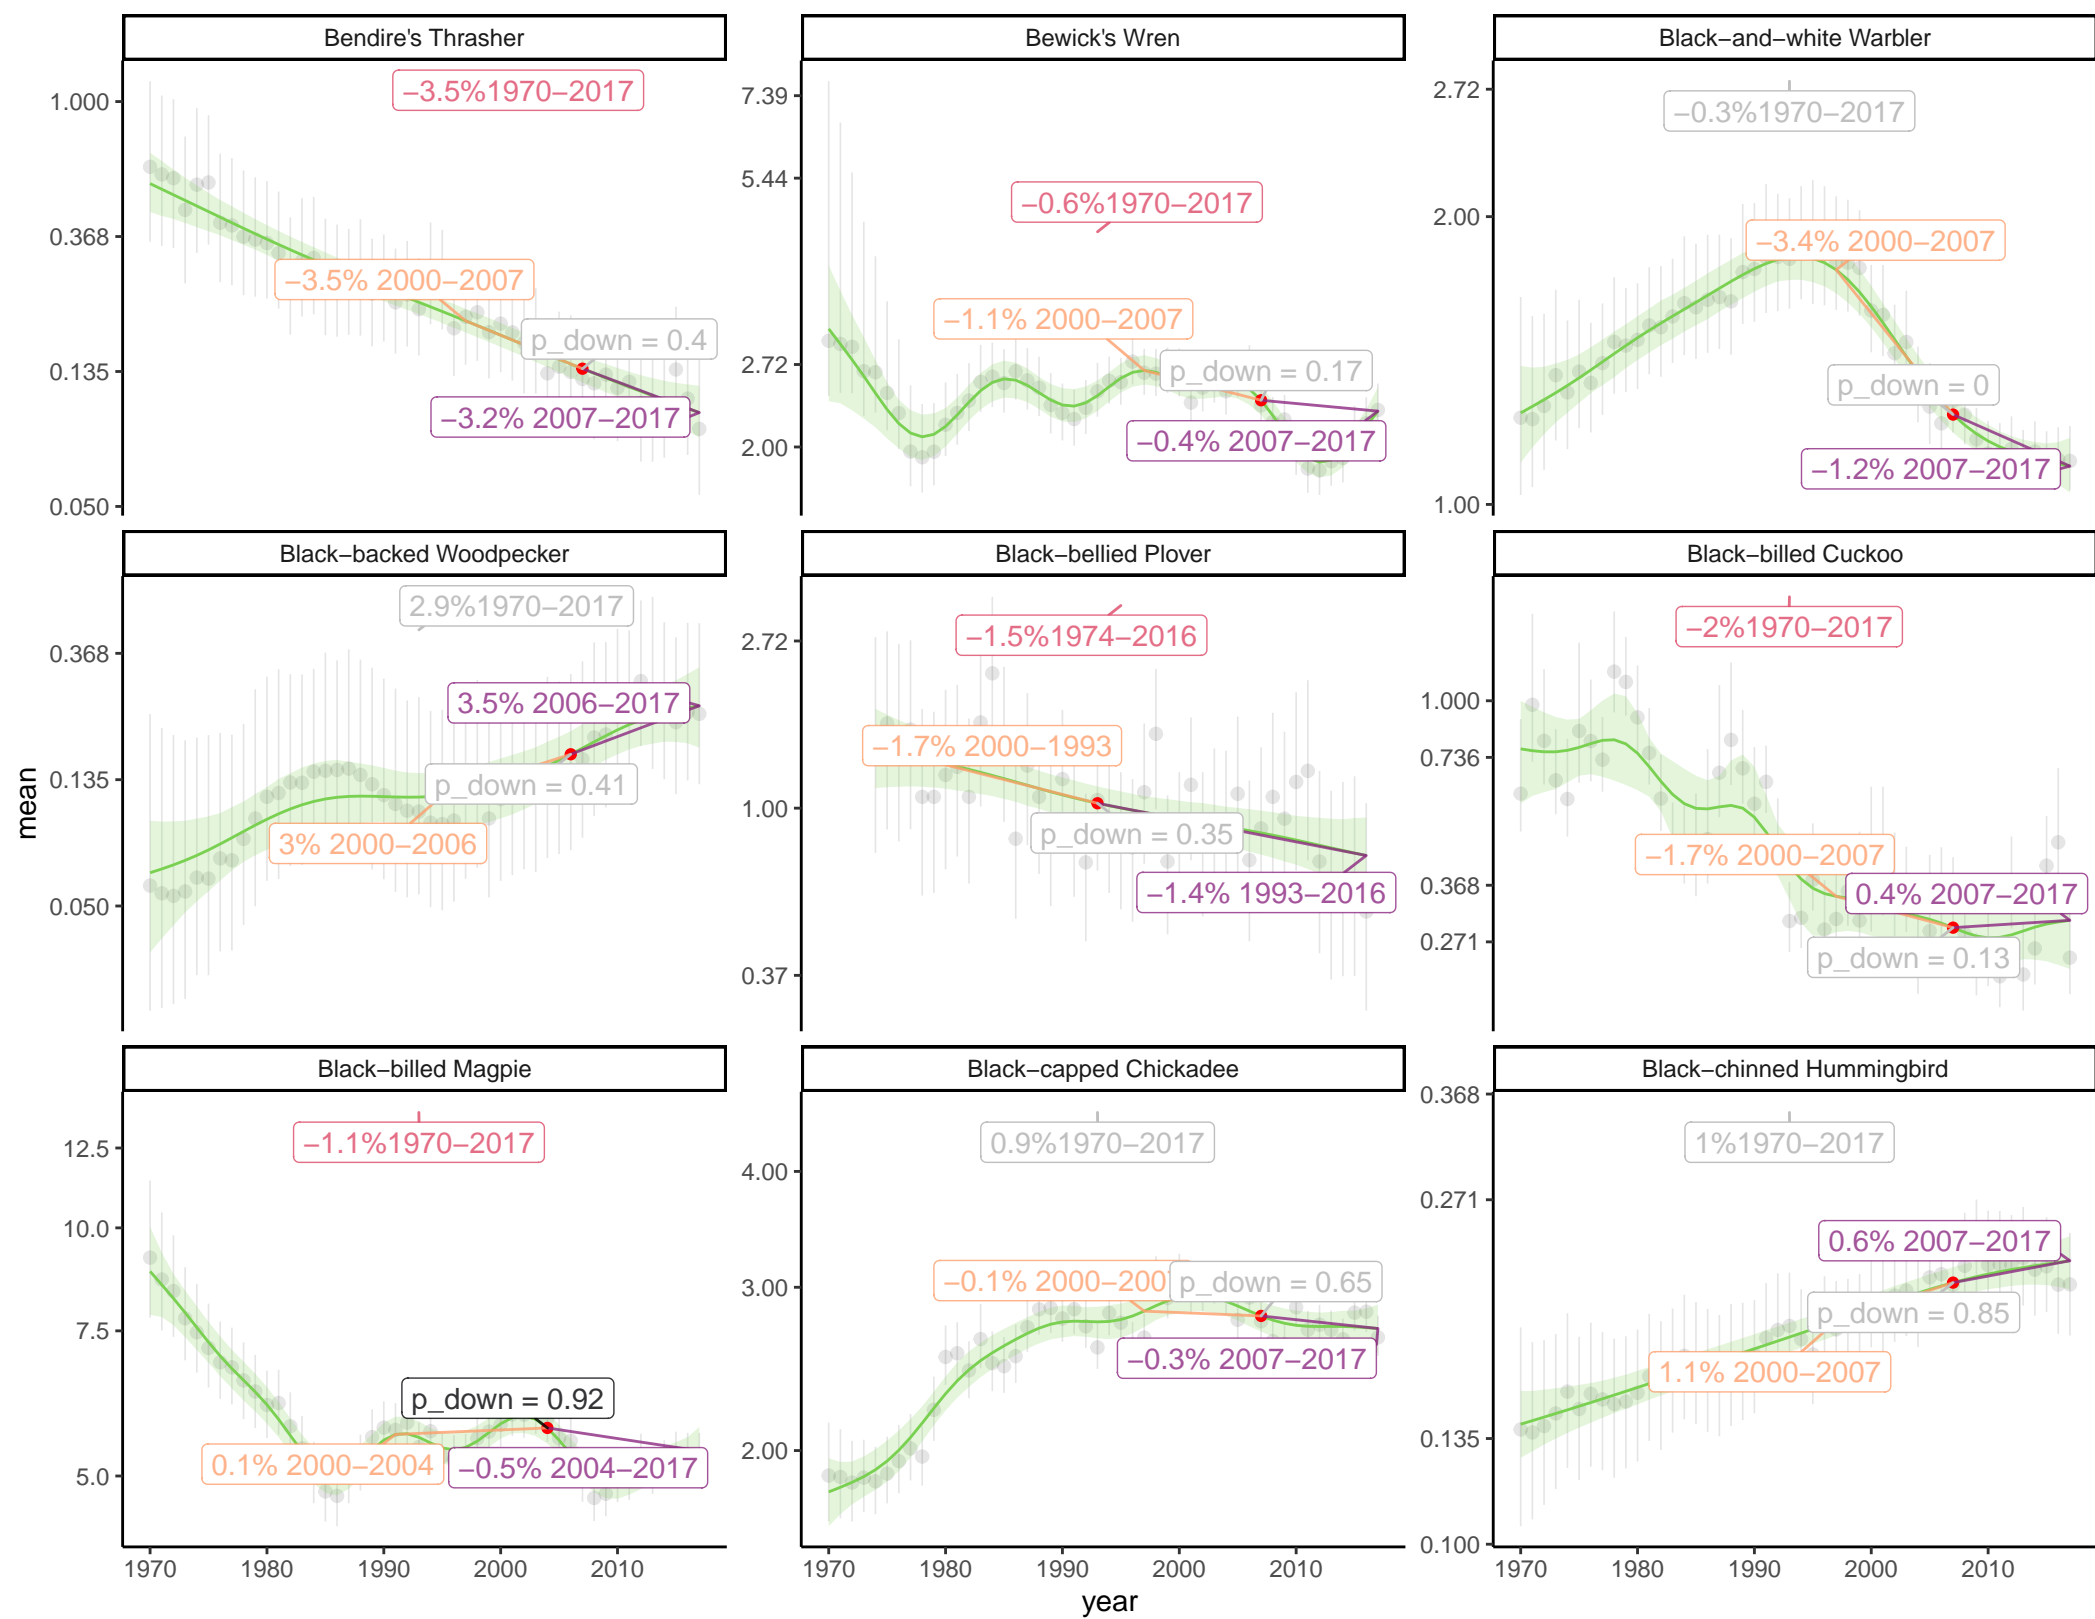 Bendire's Thrasher
Bewick's Wren
Black−and−white Warbler
1.000
0.368
0.135
0.050
−3.5%1970−2017
−3.5% 2000−2007
p_down = 0.4
−3.2% 2007−2017
7.39
5.44
2.72
2.00
−0.6%1970−2017
−1.1% 2000−2007
p_down = 0.17
−0.4% 2007−2017
2.72
2.00
1.00
−0.3%1970−2017
−3.4% 2000−2007
p_down = 0
−1.2% 2007−2017
Black−backed Woodpecker
Black−bellied Plover
Black−billed Cuckoo
mean
0.368
0.135
0.050
2.9%1970−2017
3.5% 2006−2017
p_down = 0.41
3% 2000−2006
2.72
1.00
0.37
−1.5%1974−2016
−1.7% 2000−1993
p_down = 0.35
−1.4% 1993−2016
1.000
0.736
0.368
0.271
−2%1970−2017
−1.7% 2000−2007
0.4% 2007−2017
p_down = 0.13
Black−billed Magpie
Black−capped Chickadee
Black−chinned Hummingbird
12.5
10.0
7.5
5.0
−1.1%1970−2017
p_down = 0.92
0.1% 2000−2004
−0.5% 2004−2017
4.00
3.00
2.00
0.9%1970−2017
−0.1% 2000−200
p_down = 0.65
−0.3% 2007−2017
0.368
0.271
0.135
0.100
1%1970−2017
0.6% 2007−2017
p_down = 0.85
1.1% 2000−2007
1970 1980 1990 2000 2010
1970 1980 1990 2000 2010
1970 1980 1990 2000 2010
year